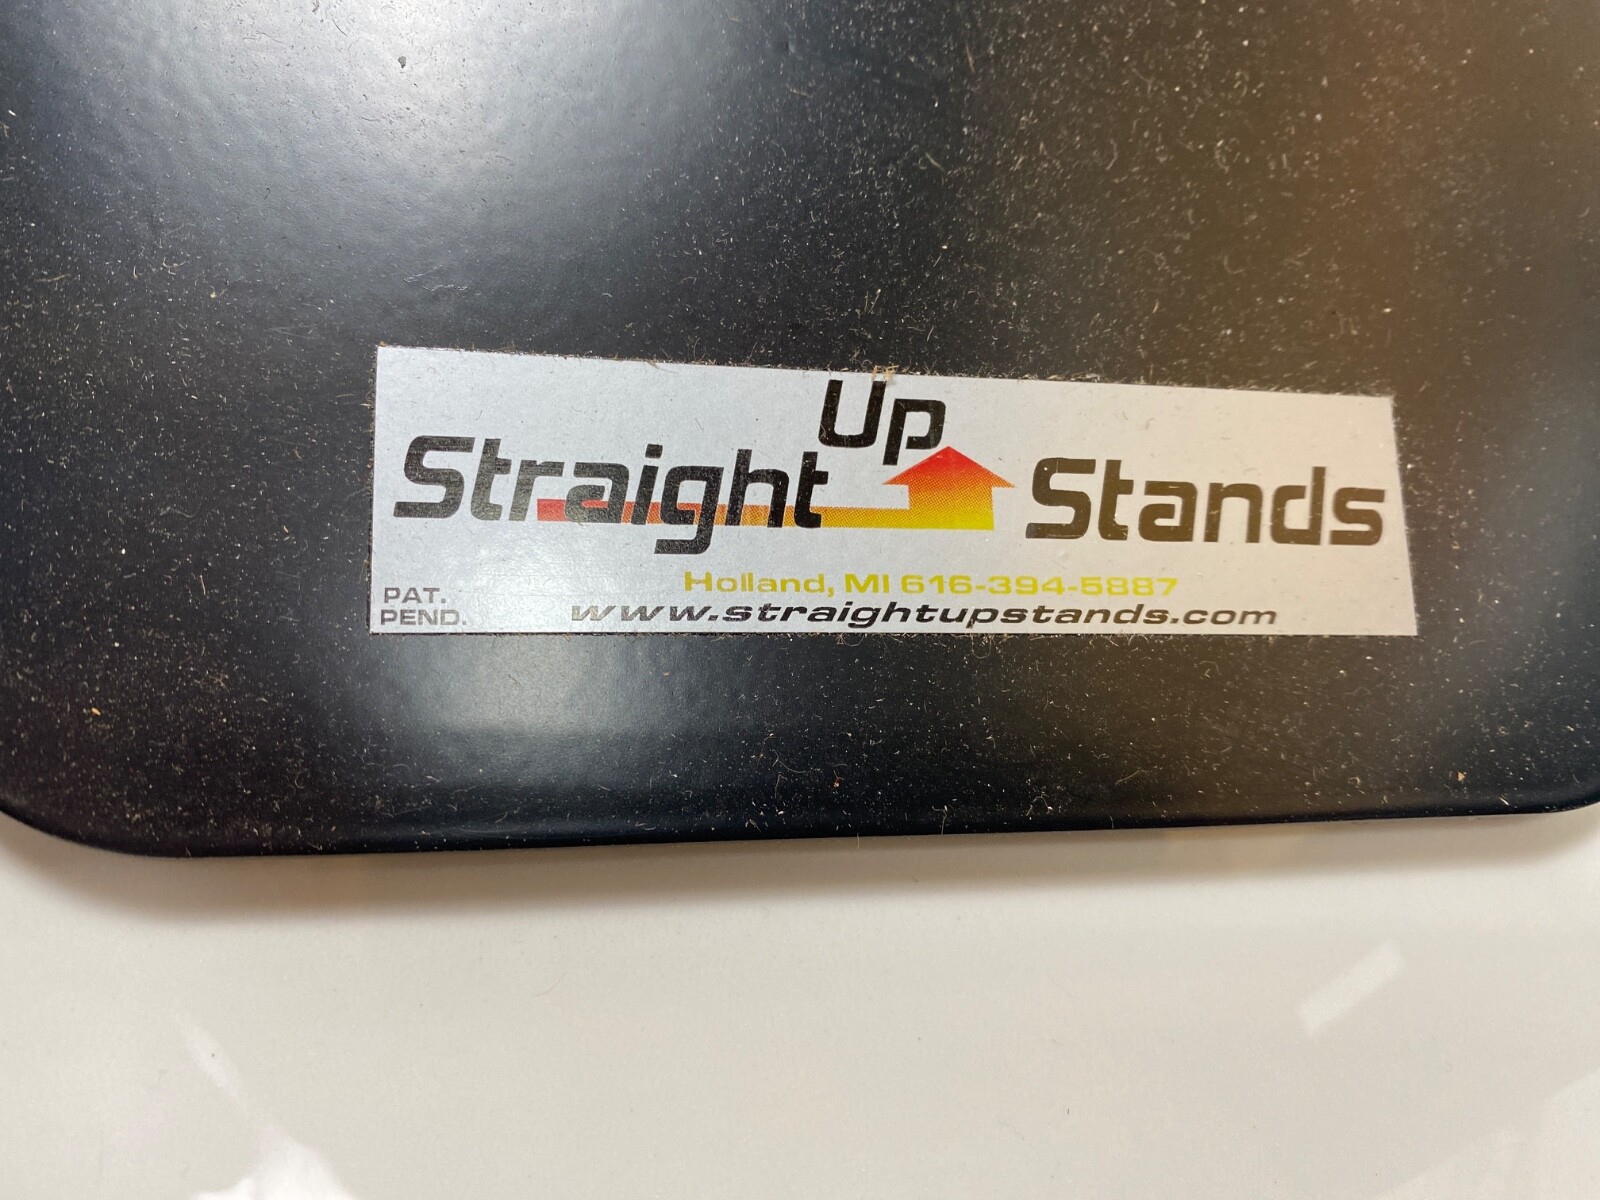 Straight Up Stands
Holland, MI 616-394-5887
PAT.
PEND.
www.straightupstands.com